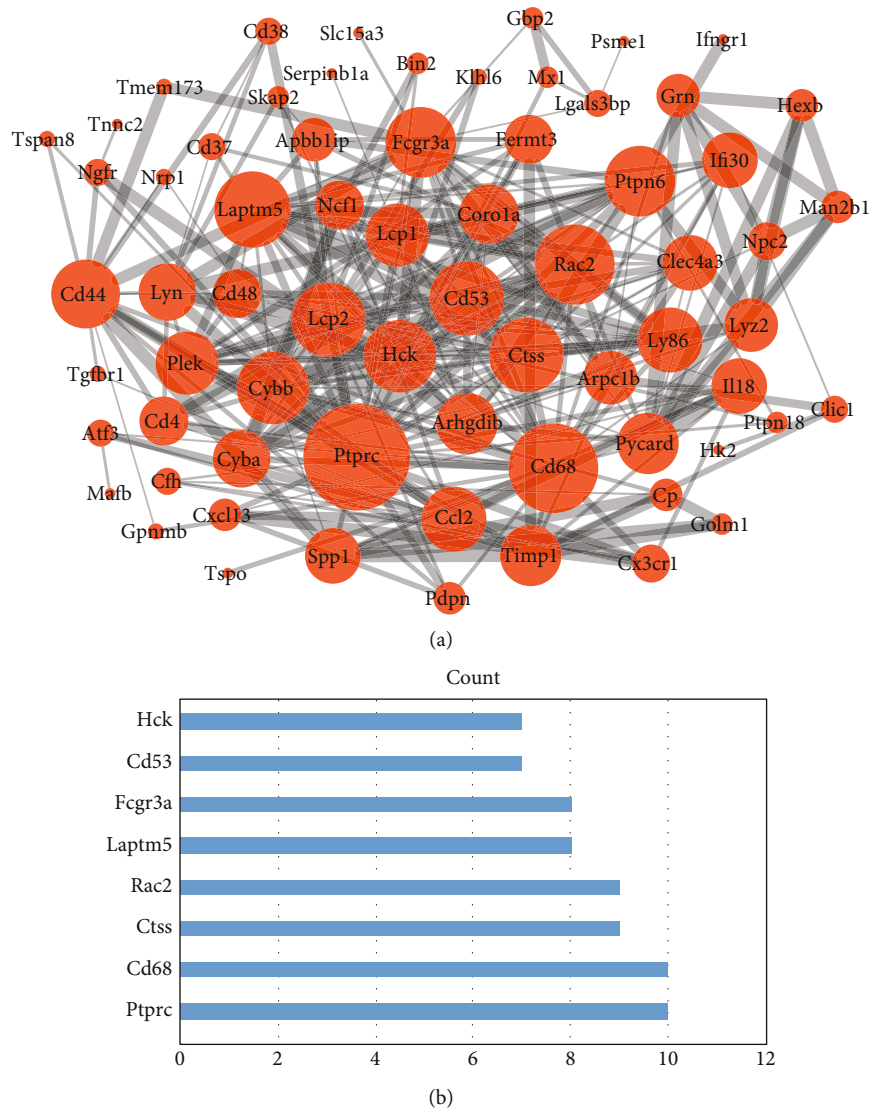 Cd38
Slc15a3
Gbp2
Psme1
Ifngr1
Tmem173
Serpinb1a
Bin2
Klhl6
Mx1
Skap2
Lgals3bp
Grn
Hexb
Tspan8
Tnnc2
Cd37
Apbb1ip
Fcgr3a
Fermt3
Ifi30
Ngfr
Nrp1
Ptpn6
Laptm5
Ncf1
Coro1a
Man2b1
Lcp1
Npc2
Rac2
Clec4a3
Cd44
Lyn
Cd48
Cd53
Lcp2
Ly86
Lyz2
Hck
Ctss
Plek
Tgfbr1
Cybb
Arpc1b
Il18
Cd4
Arhgdib
Ptpn18
Clic1
Atf3
Cyba
Ptprc
Cd68
Pycard
Hk2
Mafb
Cfh
Cp
Gpnmb
Cxcl13
Ccl2
Golm1
Spp1
Timp1
Cx3cr1
Tspo
Pdpn
(a)
Count
Hck
Cd53
Fcgr3a
Laptm5
Rac2
Ctss
Cd68
Ptprc
0 2 4 6 8 10 12
(b)